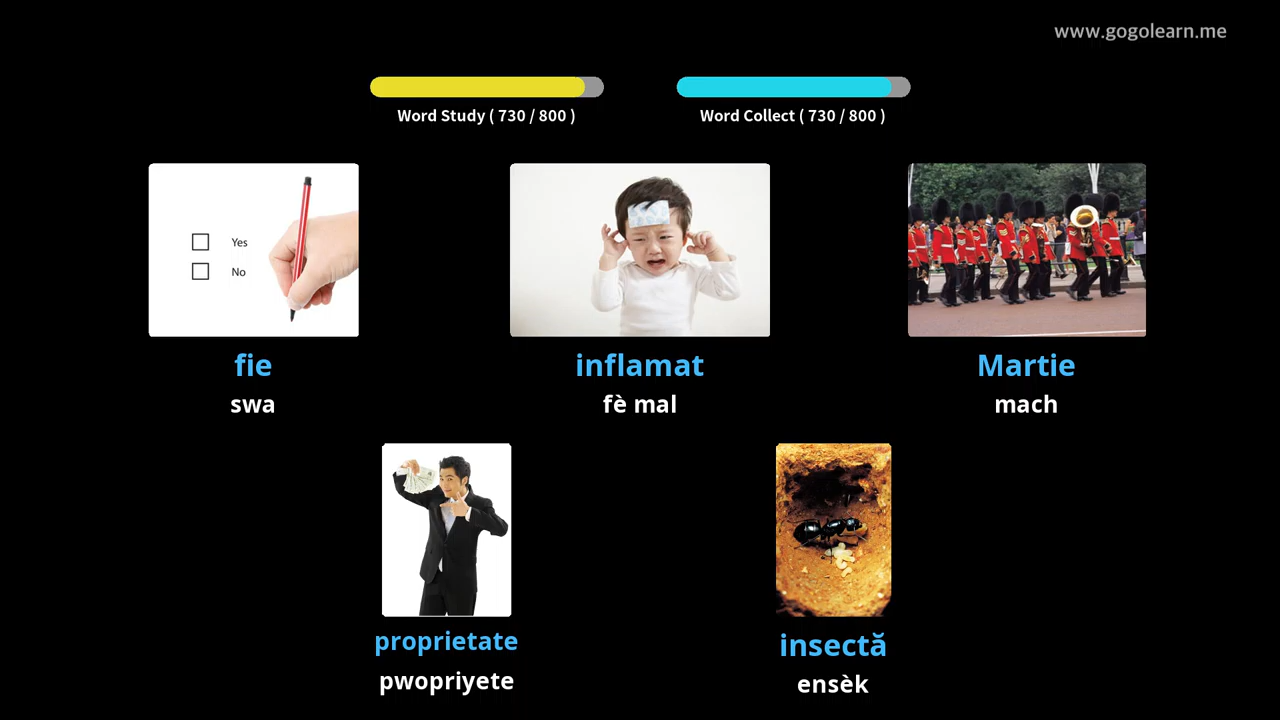 www.gogolearn.me
Word Study ( 730 / 800 )
Word Collect ( 730 / 800 )
Yes
No
fie
swa
inflamat
fè mal
Martie
mach
proprietate
pwopriyete
insectă
ensèk